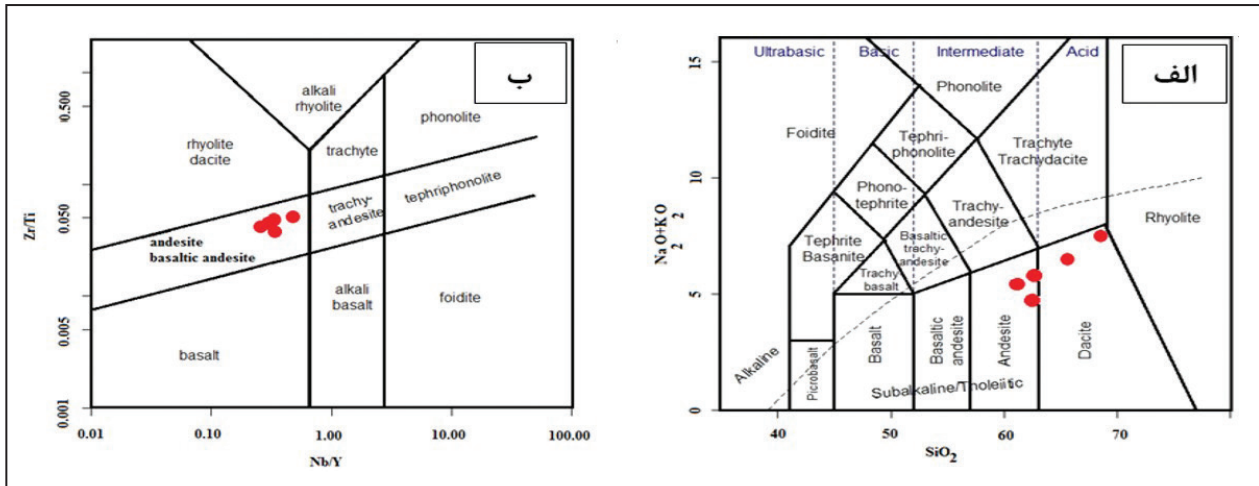 ب
alkali
rhyolite
phonolite
rhyolite
dacite
trachyte
tephriphonolite
trachy-
andesite
andesite
basaltic andesite
alkali
basalt
foidite
basalt
Zr/Ti
0.500
0.050
0.005
0.001
0.01
0.10
1.00
10.00
100.00
Nb/Y
الف
Ultrabasic
Basic
Intermediate
Acid
Phonolite
Foidite
Tephri-
phonolite
Trachyte
Trachydacite
Phono-
tephrite
Trachy-
andesite
Rhyolite
Tephrite
Basanite
Basaltic
trachy-
andesite
Trachy-
basalt
Alkaline
Picrobasalt
Basalt
Basaltic
andesite
Andesite
Dacite
Subalkaline/Tholeiitic
Na O+K O
2 2
15
10
5
0
40
50
60
70
SiO2